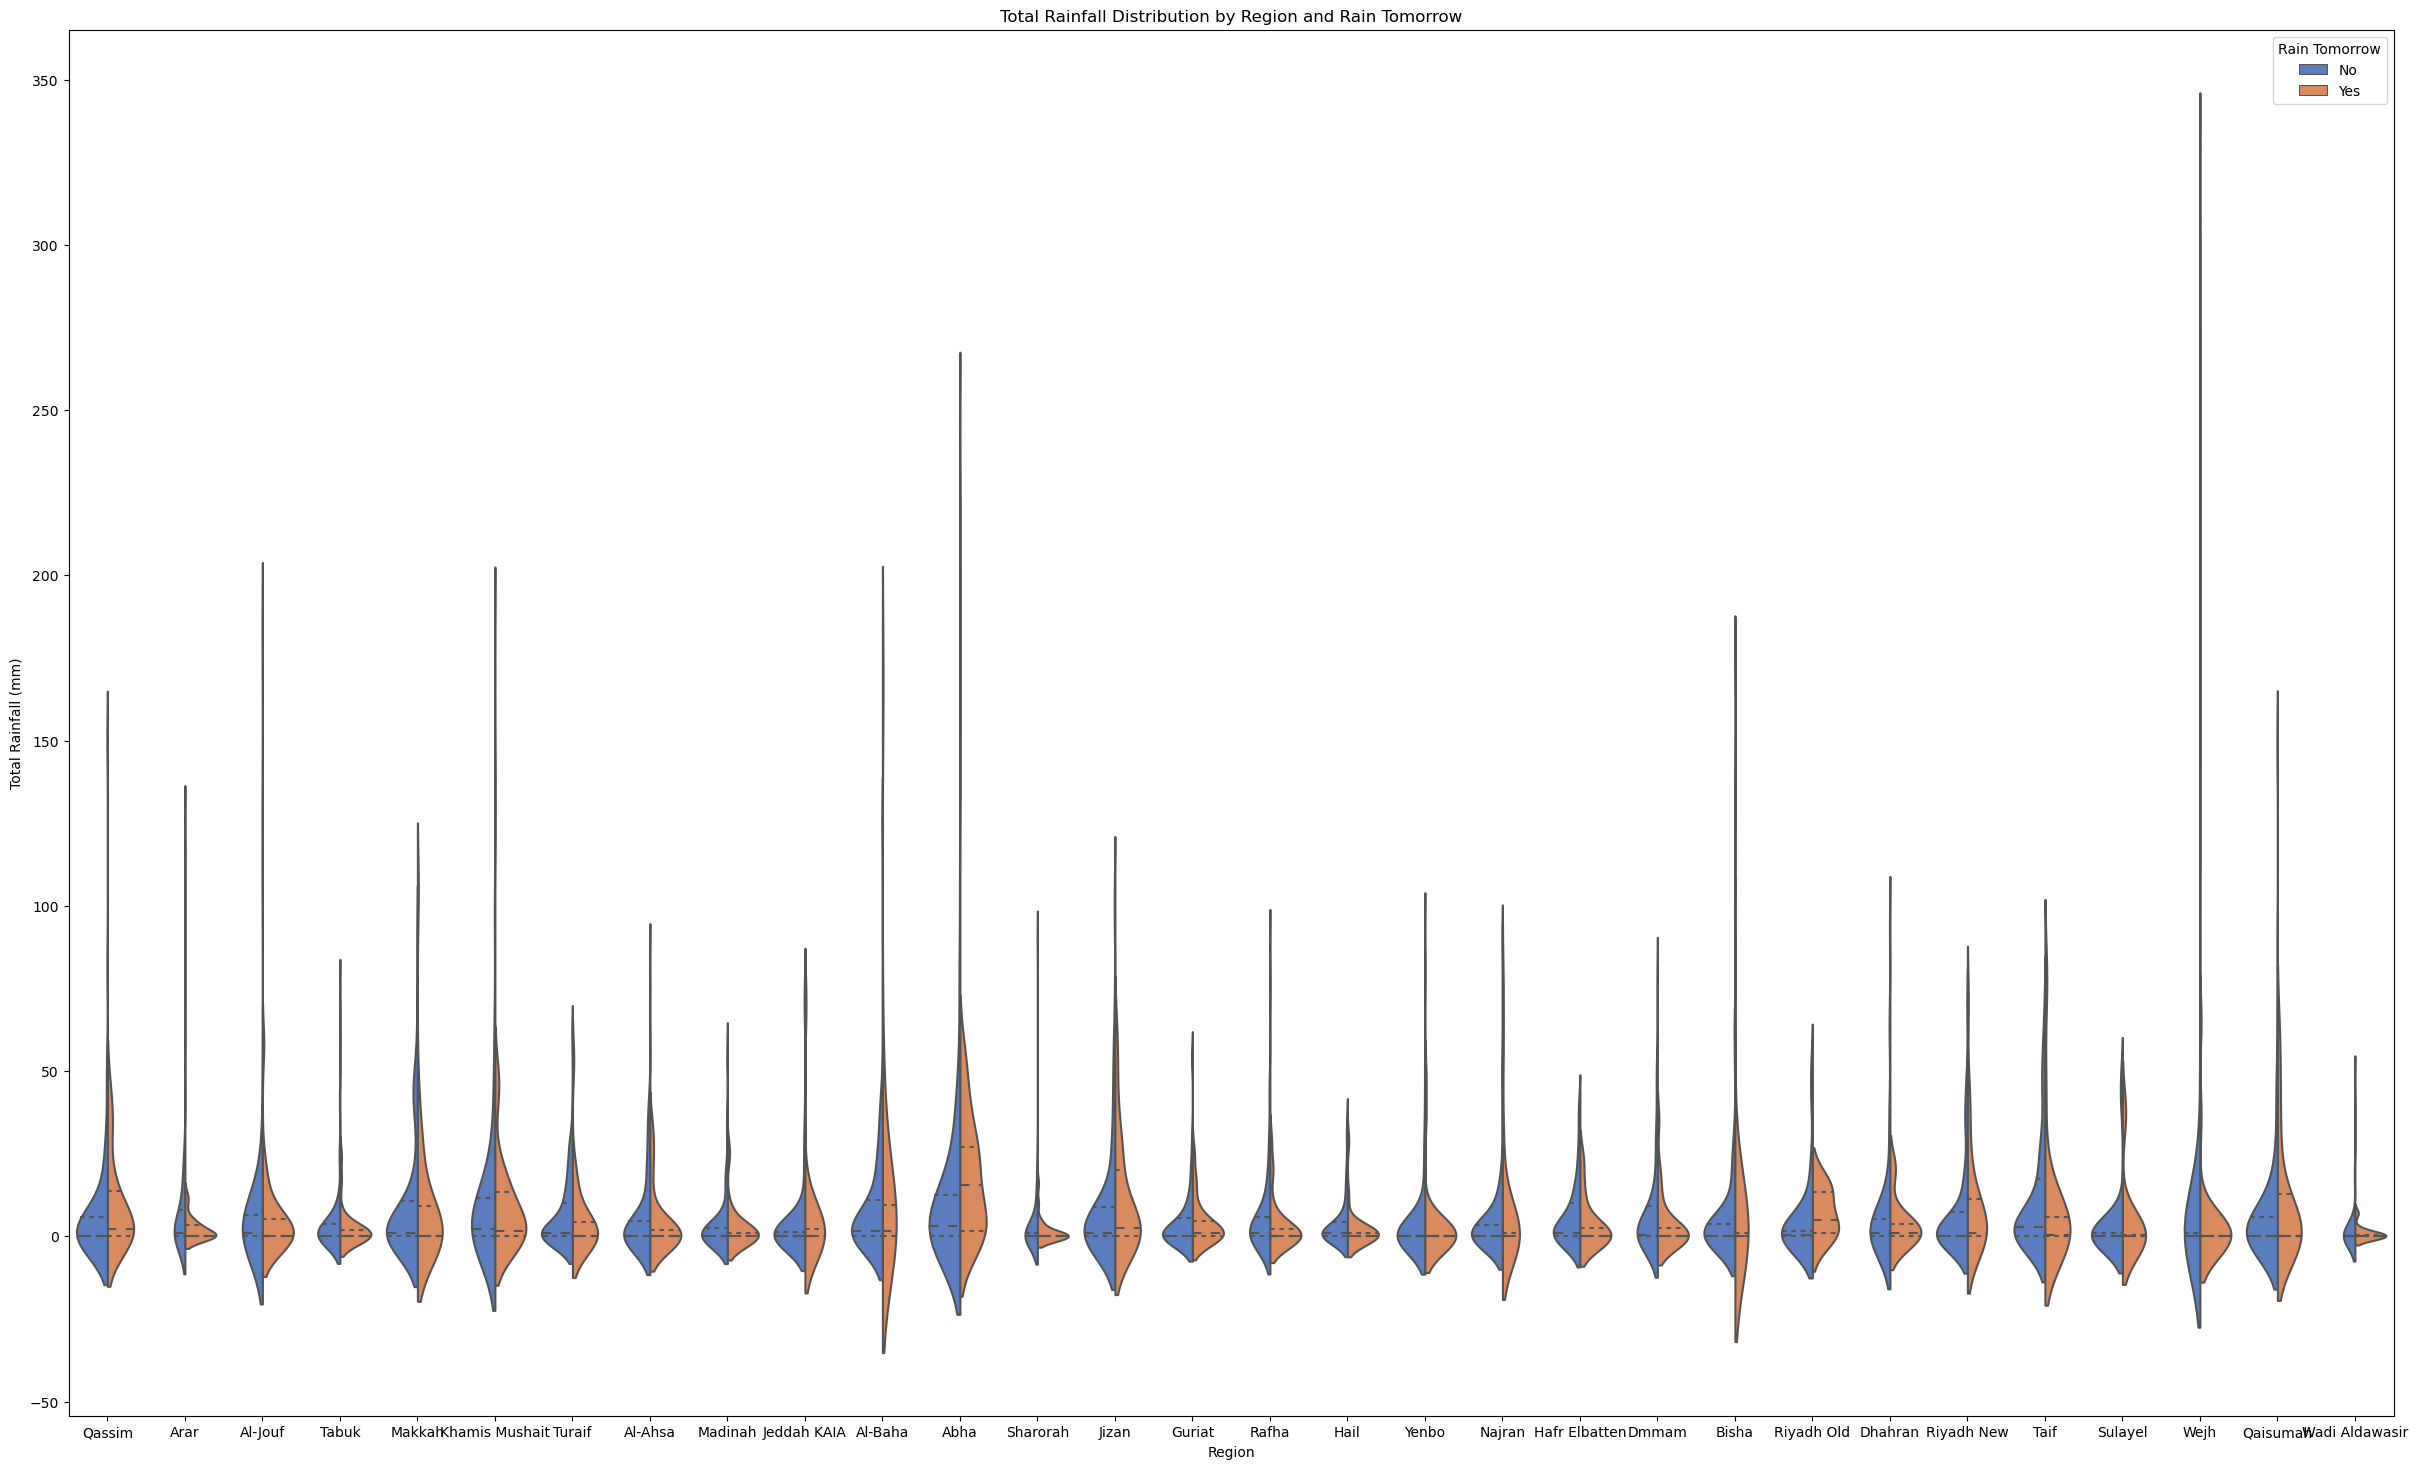 Total Rainfall Distribution by Region and Rain Tomorrow
Rain Tomorrow
No
Yes
Total Rainfall (mm)
350
300
250
200
150
100
50
0
−50
Qassim Arar Al-Jouf Tabuk Makkah Khamis Mushait Turaif Al-Ahsa Madinah Jeddah KAIA Al-Baha Abha Sharorah Jizan Guriat Rafha Hail Yenbo Najran Hafr Elbatten Dmmam Bisha Riyadh Old Dhahran Riyadh New Taif Sulayel Wejh Qaisumah Wadi Aldawasir
Region